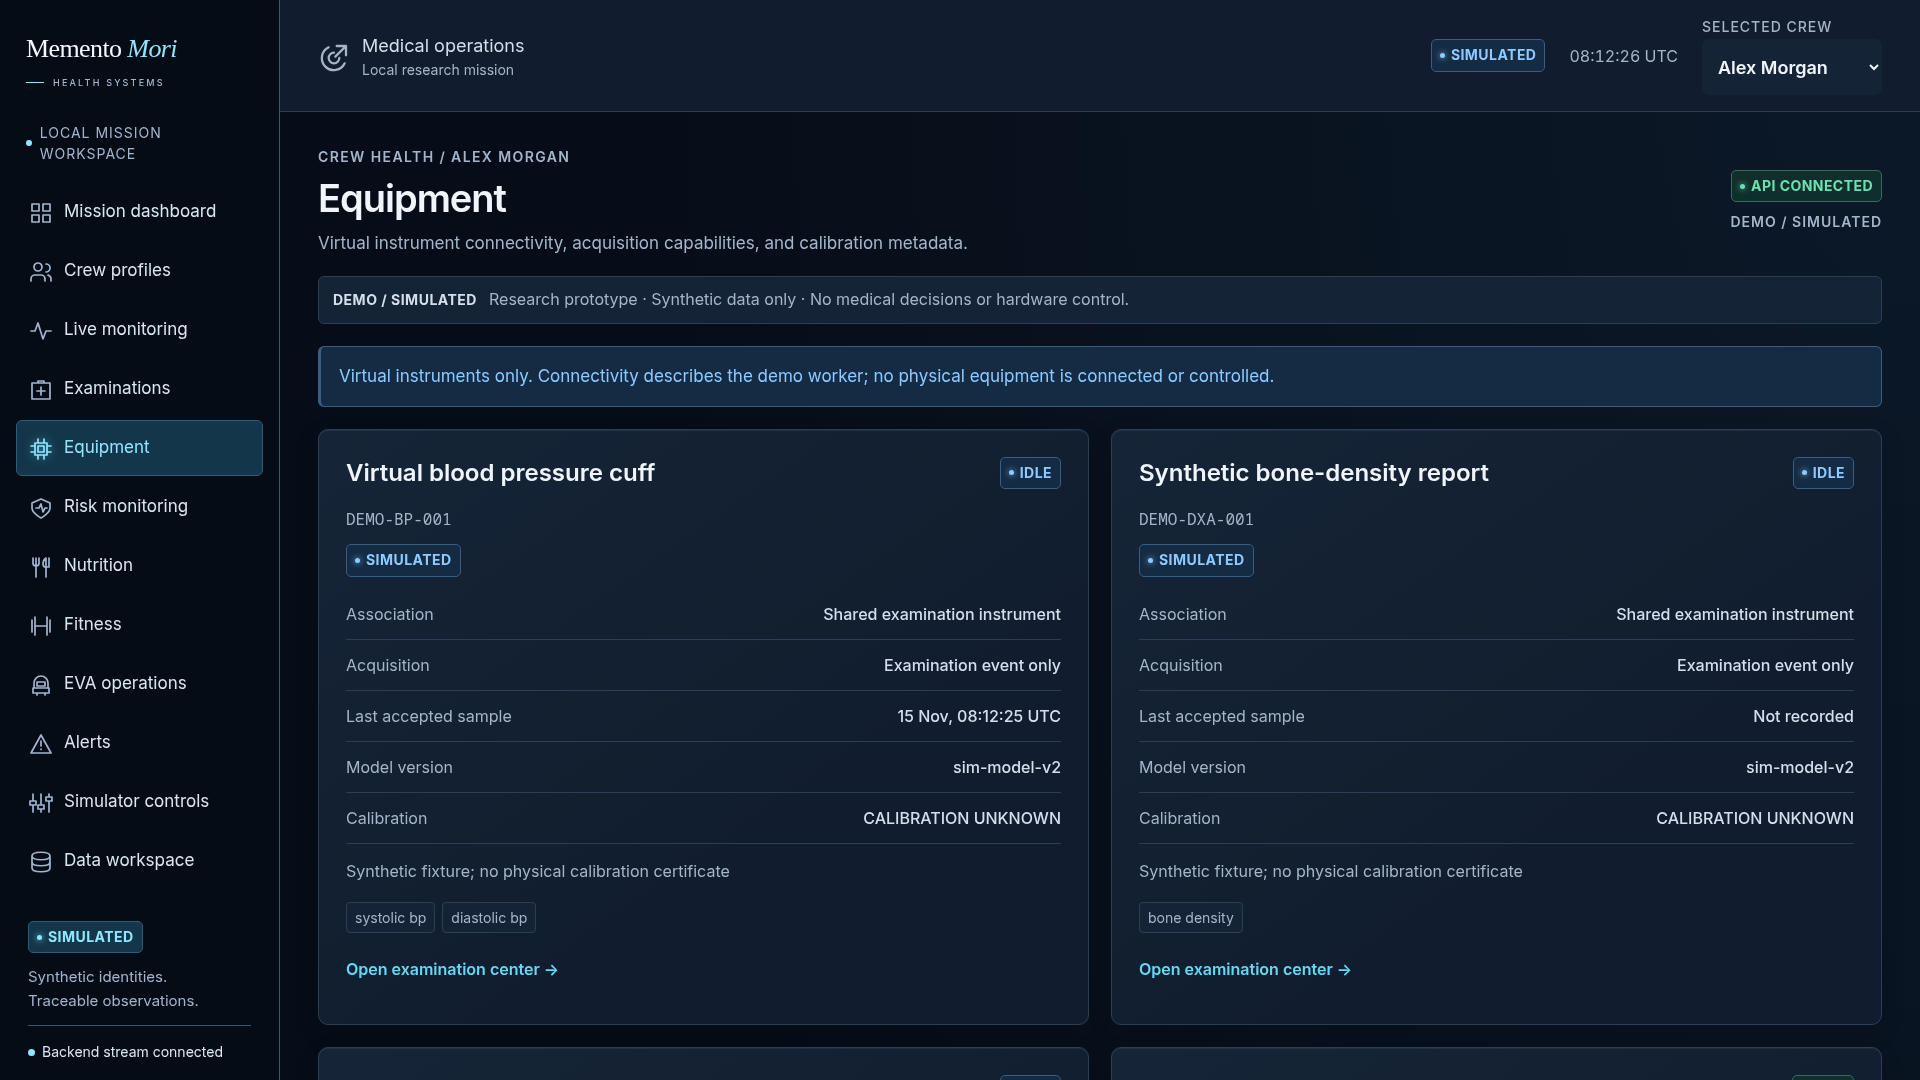 Memento Mori
HEALTH SYSTEMS
LOCAL MISSION
WORKSPACE
Mission dashboard
Crew profiles
Live monitoring
Examinations
Equipment
Risk monitoring
Nutrition
Fitness
EVA operations
Alerts
Simulator controls
Data workspace
SIMULATED
Synthetic identities.
Traceable observations.
Backend stream connected
Medical operations
Local research mission
SIMULATED
08:12:26 UTC
SELECTED CREW
Alex Morgan
CREW HEALTH / ALEX MORGAN
Equipment
Virtual instrument connectivity, acquisition capabilities, and calibration metadata.
API CONNECTED
DEMO / SIMULATED
DEMO / SIMULATED Research prototype · Synthetic data only · No medical decisions or hardware control.
Virtual instruments only. Connectivity describes the demo worker; no physical equipment is connected or controlled.
Virtual blood pressure cuff
IDLE
DEMO-BP-001
SIMULATED
Association Shared examination instrument
Acquisition Examination event only
Last accepted sample 15 Nov, 08:12:25 UTC
Model version sim-model-v2
Calibration CALIBRATION UNKNOWN
Synthetic fixture; no physical calibration certificate
systolic bp diastolic bp
Open examination center →
Synthetic bone-density report
IDLE
DEMO-DXA-001
SIMULATED
Association Shared examination instrument
Acquisition Examination event only
Last accepted sample Not recorded
Model version sim-model-v2
Calibration CALIBRATION UNKNOWN
Synthetic fixture; no physical calibration certificate
bone density
Open examination center →